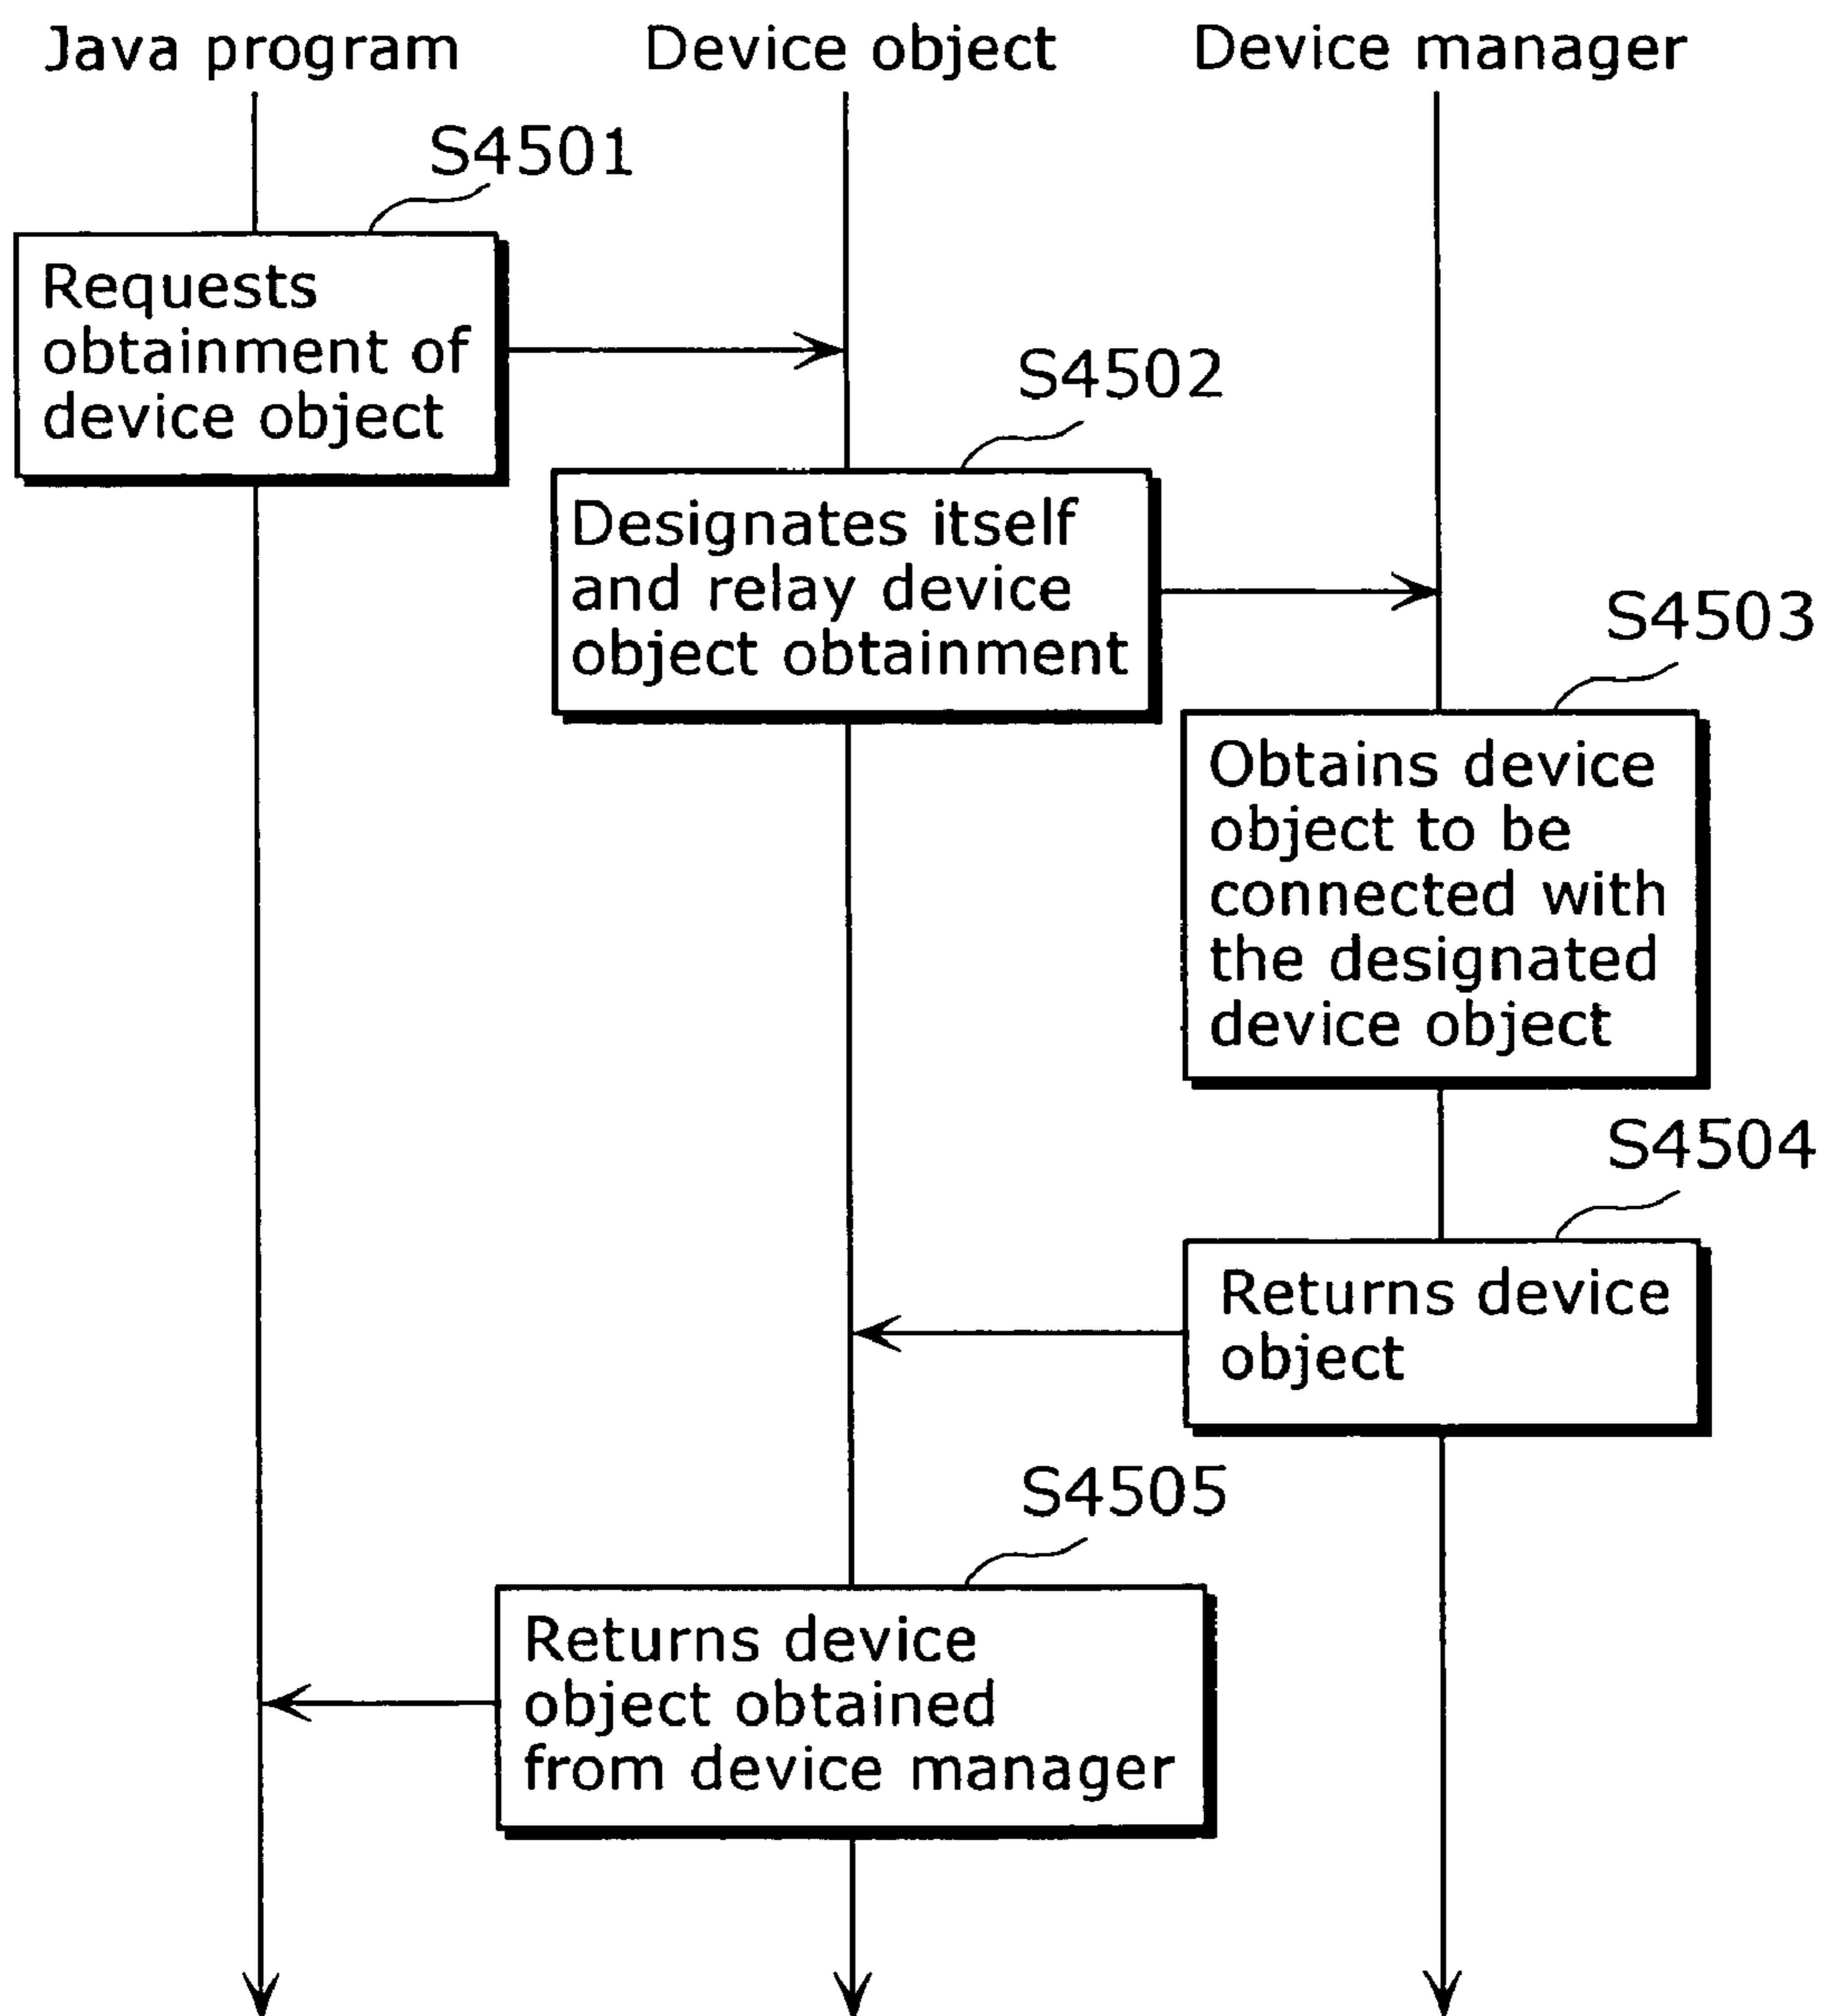 Java program
Device object
Device manager
S4501
Requests
obtainment of
device object
S4502
Designates itself
and relay device
object obtainment
S4503
Obtains device
object to be
connected with
the designated
device object
S4504
Returns device
object
S4505
Returns device
object obtained
from device manager